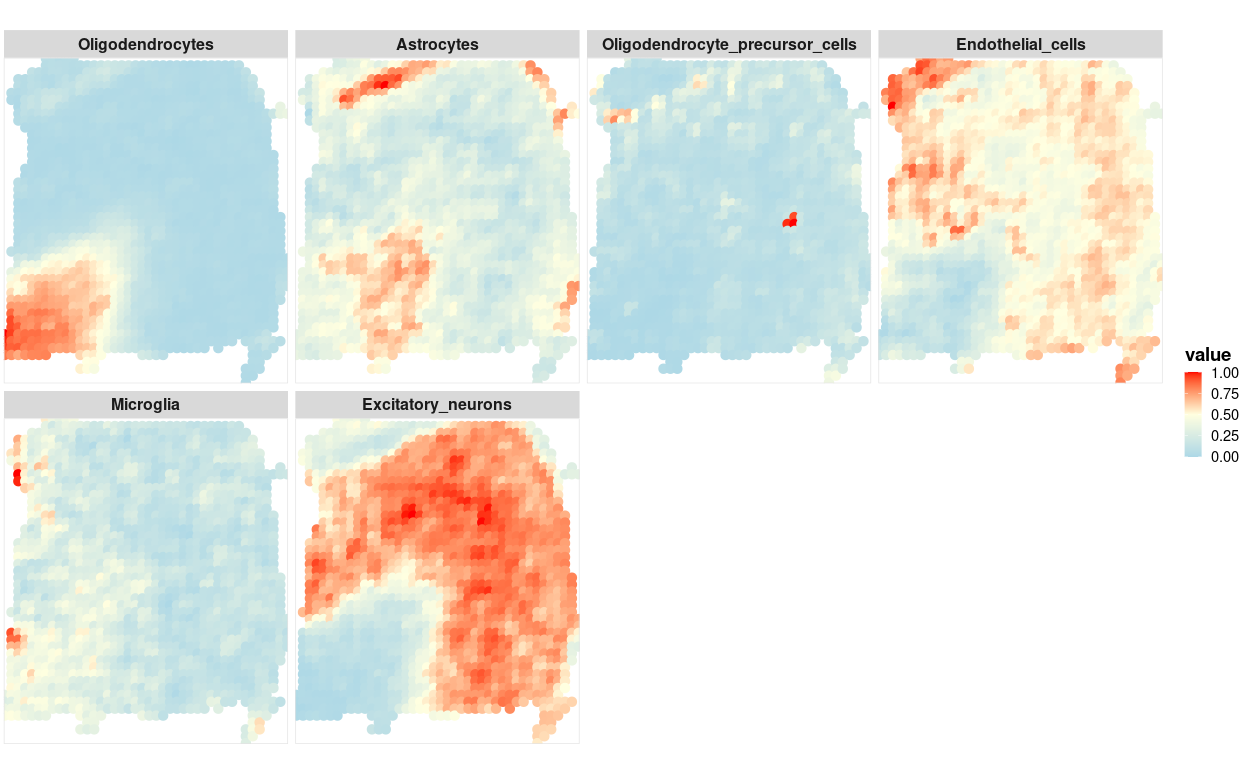 Oligodendrocytes
Astrocytes
Oligodendrocyte_precursor_cells
Endothelial_cells
Microglia
Excitatory_neurons
value
1.00
0.75
0.50
0.25
0.00